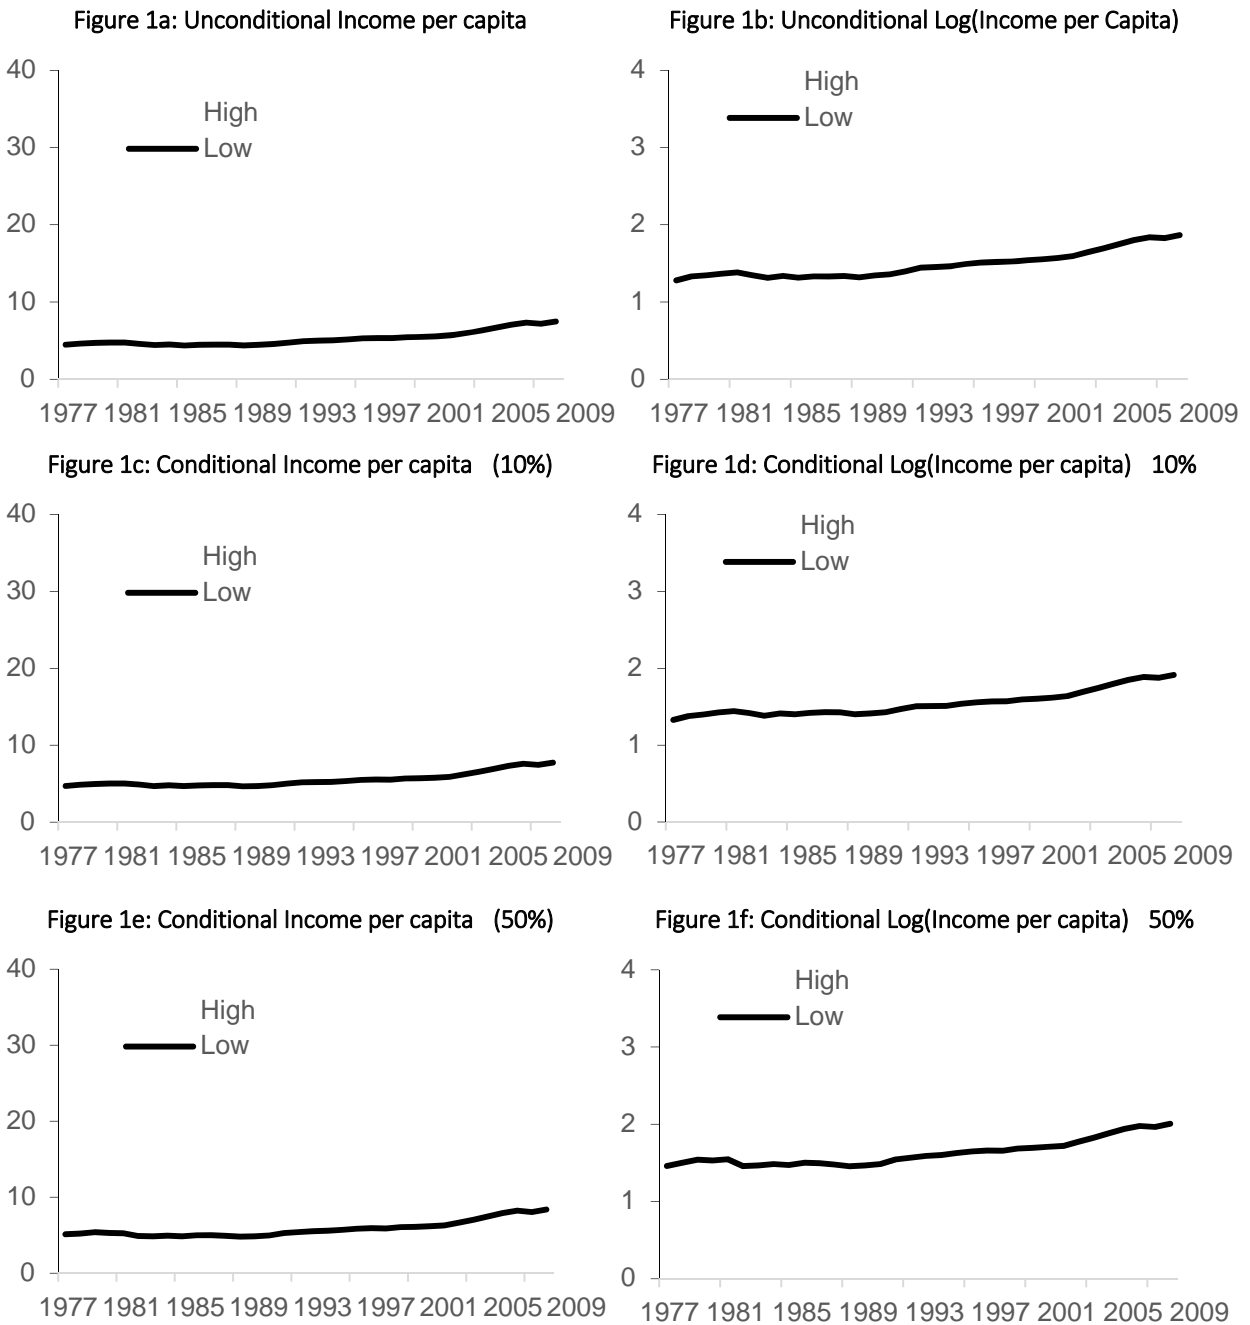 Figure 1a: Unconditional Income per capita
40
30
20
10
0
High
Low
1977 1981 1985 1989 1993 1997 2001 2005 2009
Figure 1b: Unconditional Log(Income per Capita)
4
3
2
1
0
High
Low
1977 1981 1985 1989 1993 1997 2001 2005 2009
Figure 1c: Conditional Income per capita (10%)
40
30
20
10
0
High
Low
1977 1981 1985 1989 1993 1997 2001 2005 2009
Figure 1d: Conditional Log(Income per capita) 10%
4
3
2
1
0
High
Low
1977 1981 1985 1989 1993 1997 2001 2005 2009
Figure 1e: Conditional Income per capita (50%)
40
30
20
10
0
High
Low
1977 1981 1985 1989 1993 1997 2001 2005 2009
Figure 1f: Conditional Log(Income per capita) 50%
4
3
2
1
0
High
Low
1977 1981 1985 1989 1993 1997 2001 2005 2009